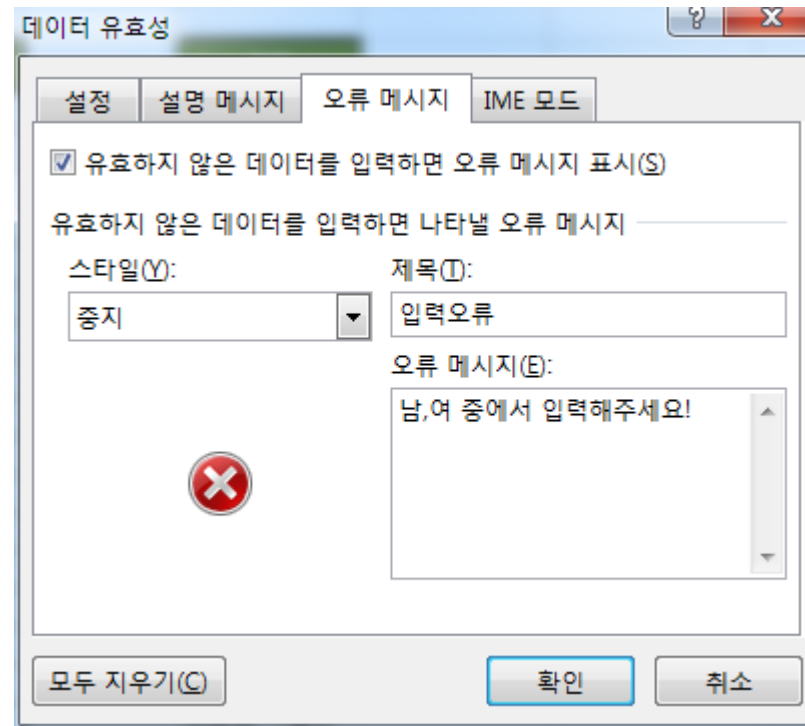 데이터 유효성
설정 설명 메시지 오류 메시지 IME 모드
유효하지 않은 데이터를 입력하면 오류 메시지 표시(S)
유효하지 않은 데이터를 입력하면 나타낼 오류 메시지
스타일(Y): 제목(T):
중지 입력오류
오류 메시지(E):
남,여 중에서 입력해주세요!
모두 지우기(C) 확인 취소